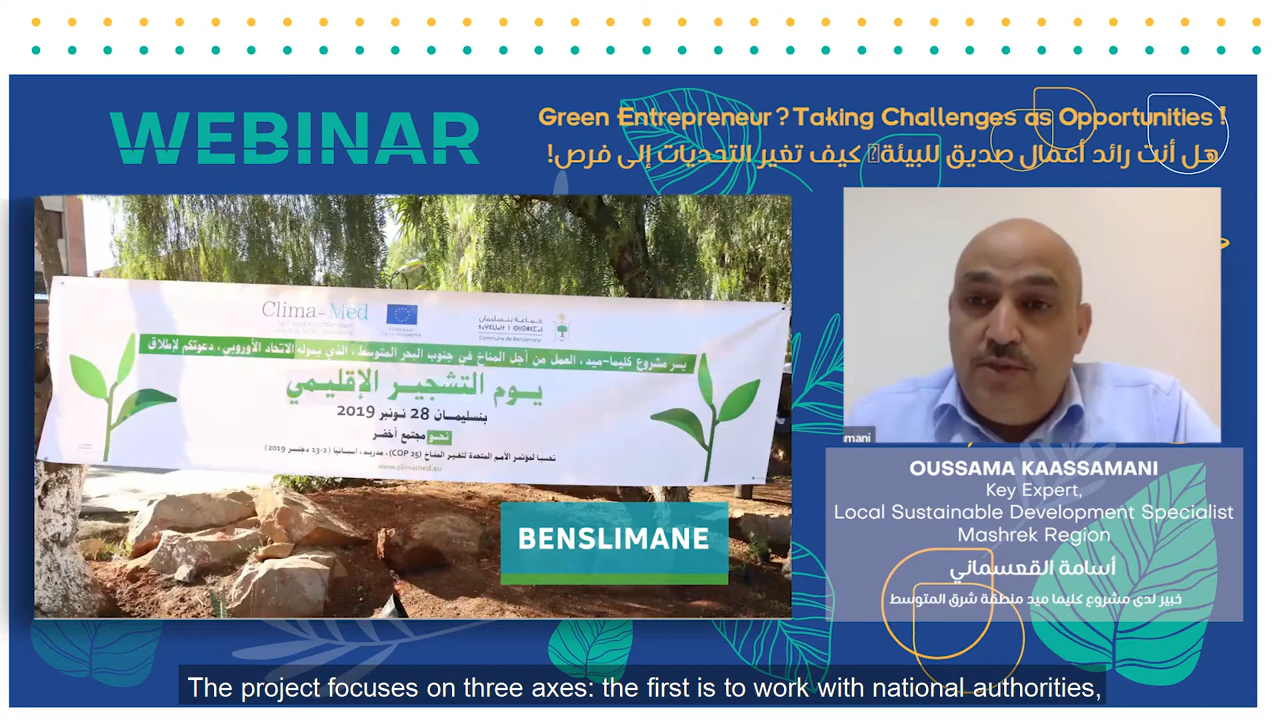 WEBINAR
Green Entrepreneur? Taking Challenges as Opportunities!
هل أنت رائد أعمال صديق للبيئة كيف تغير التحديات إلى فرص!
Clima-Med
جماعة بنسليمان
Commune de Benslimane
يسر مشروع كليما-ميد، العمل من أجل المناخ في جنوب البحر المتوسط، الذي يموله الاتحاد الأوروبي، دعوتكم لإطلاق
يوم التشجير الإقليمي
بنسليمان 28 نونبر 2019
نحو مجتمع أخضر
تحسبا لمؤتمر الأمم المتحدة لتغير المناخ (COP 25)، مدريد، اسبانيا (2-13 دجنبر 2019)
www.climamed.eu
BENSLIMANE
OUSSAMA KAASSAMANI
Key Expert,
Local Sustainable Development Specialist
Mashrek Region
أسامة القعسماني
خبير لدى مشروع كليما ميد منطقة شرق المتوسط
The project focuses on three axes: the first is to work with national authorities,